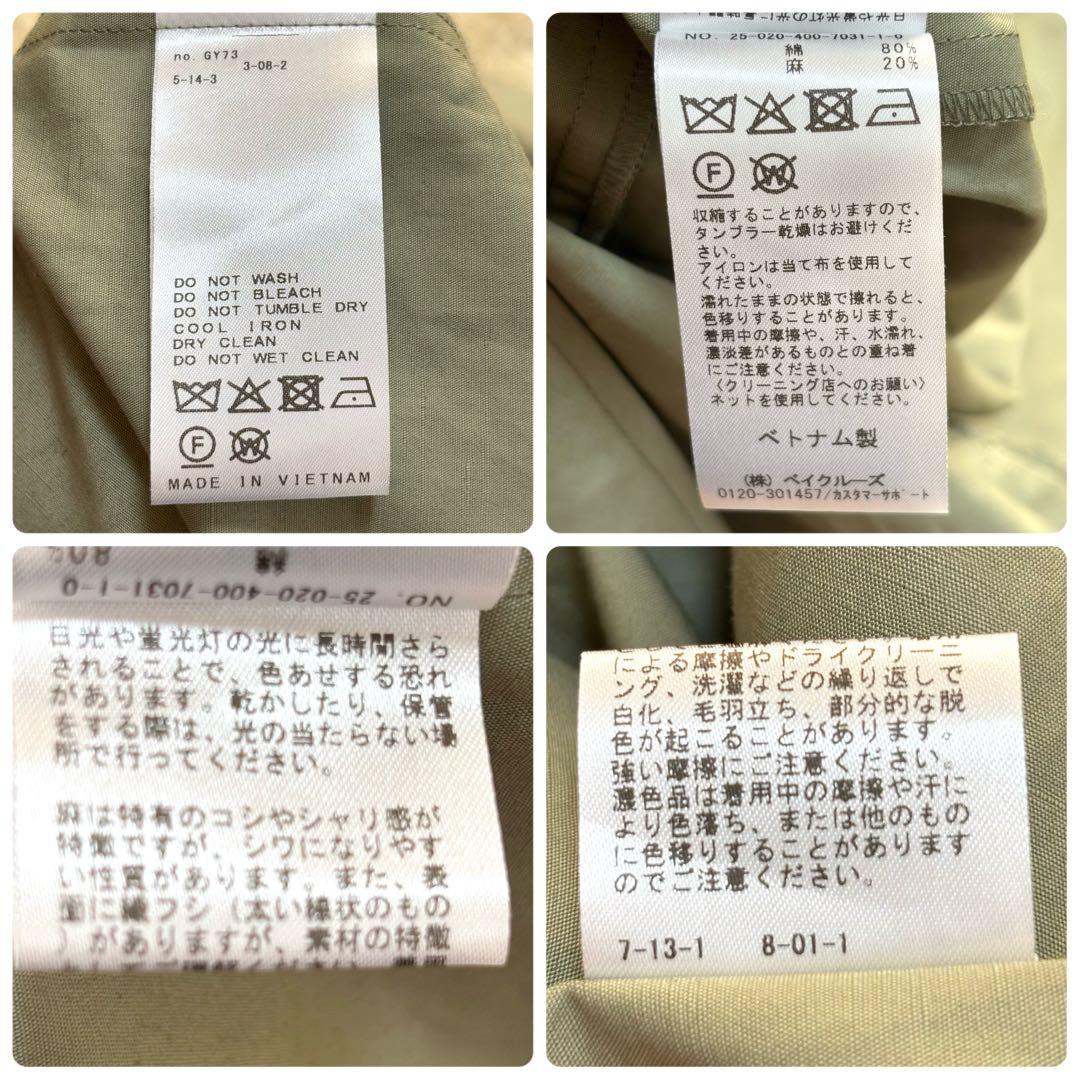 no. GY73
3-08-2
5-14-3
DO NOT WASH
DO NOT BLEACH
DO NOT TUMBLE DRY
COOL IRON
DRY CLEAN
DO NOT WET CLEAN
F
W
MADE IN VIETNAM
日光や蛍光灯の光に長時間
NO. 25-020-400-7031-1-0
綿 80%
麻 20%
F
W
収縮することがありますので、
タンブラー乾燥はお避けくだ
さい。
アイロンは当て布を使用して
ください。
濡れたままの状態で擦れると、
色移りすることがあります。
着用中の摩擦や、汗、水濡れ、
濃淡差があるものとの重ね着
にご注意ください。
〈クリーニング店へのお願い〉
ネットを使用してください。
ベトナム製
(株) ベイクルーズ
0120-301457/カスタマーサポート
綿 80%
NO. 25-020-400-7031-1-0
日光や蛍光灯の光に長時間さら
されることで、色あせする恐れ
があります。乾かしたり、保管
をする際は、光の当たらない場
所で行ってください。
麻は特有のコシやシャリ感が
特徴ですが、シワになりやす
い性質があります。また、表
面に繊フシ(太い線状のもの
)がありますが、素材の特徴
による摩擦やドライクリーニ
ング、洗濯などの繰り返しで
白化、毛羽立ち、部分的な脱
色が起こることがあります。
強い摩擦にご注意ください。
濃色品は着用中の摩擦や汗に
より色落ち、または他のもの
に色移りすることがあります
のでご注意ください。
7-13-1 8-01-1